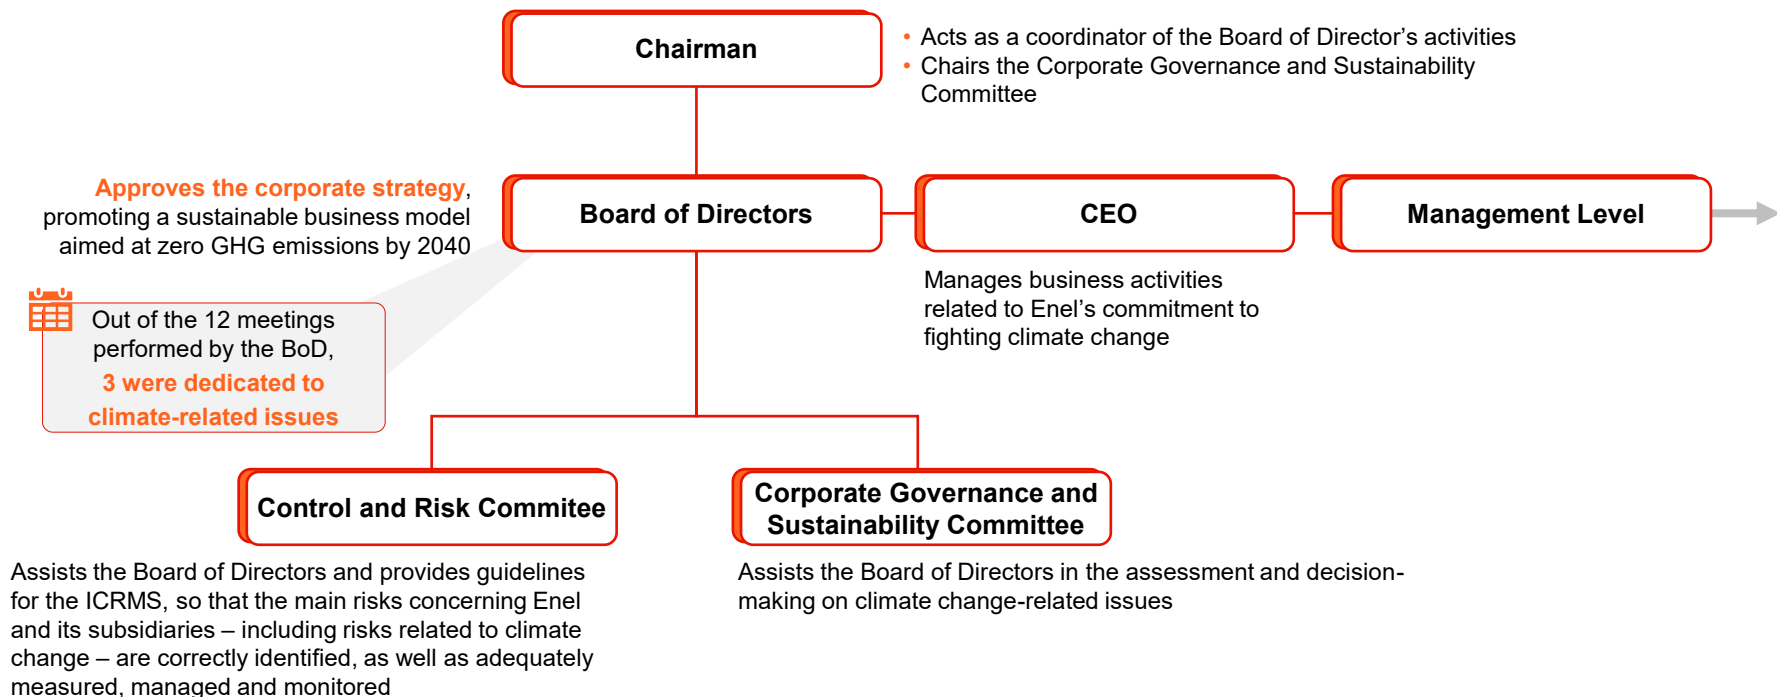 Chairman
• Acts as a coordinator of the Board of Director’s activities
• Chairs the Corporate Governance and Sustainability
Committee
Approves the corporate strategy,
promoting a sustainable business model
aimed at zero GHG emissions by 2040
Board of Directors
CEO
Management Level
Manages business activities
related to Enel’s commitment to
fighting climate change
Out of the 12 meetings
performed by the BoD,
3 were dedicated to
climate-related issues
Control and Risk Commitee
Corporate Governance and
Sustainability Committee
Assists the Board of Directors and provides guidelines
for the ICRMS, so that the main risks concerning Enel
and its subsidiaries – including risks related to climate
change – are correctly identified, as well as adequately
measured, managed and monitored
Assists the Board of Directors in the assessment and decision-
making on climate change-related issues